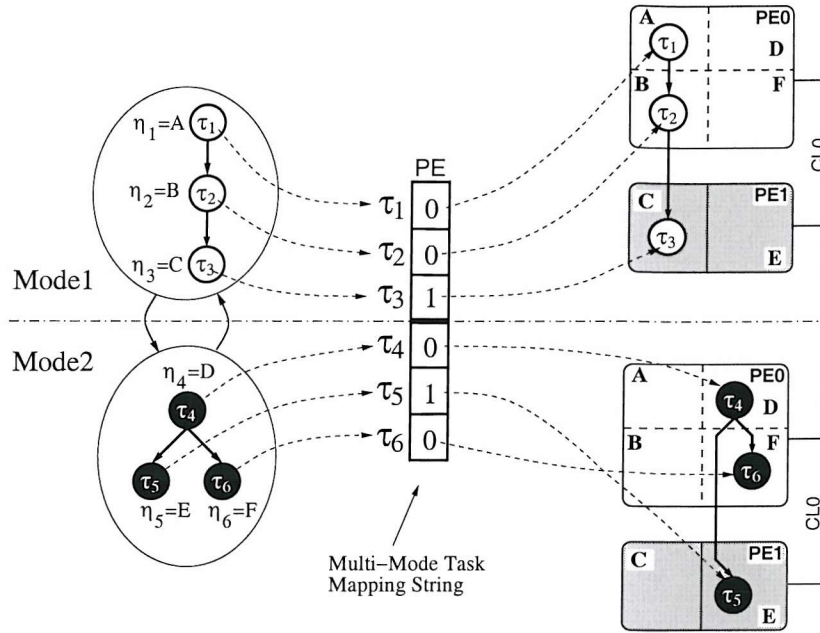 A
PE0
τ1
D
B
F
τ2
CL0
η1=A
τ1
PE
η2=B
τ2
τ1 0
C
PE1
τ2 0
τ3
η3=C
τ3
E
Mode1
τ3 1
Mode2
τ4 0
η4=D
A
PE0
τ4
τ5 1
τ4
D
B
F
τ6 0
τ5
τ6
τ6
η5=E
η6=F
CL0
Multi–Mode Task
Mapping String
C
PE1
τ5
E